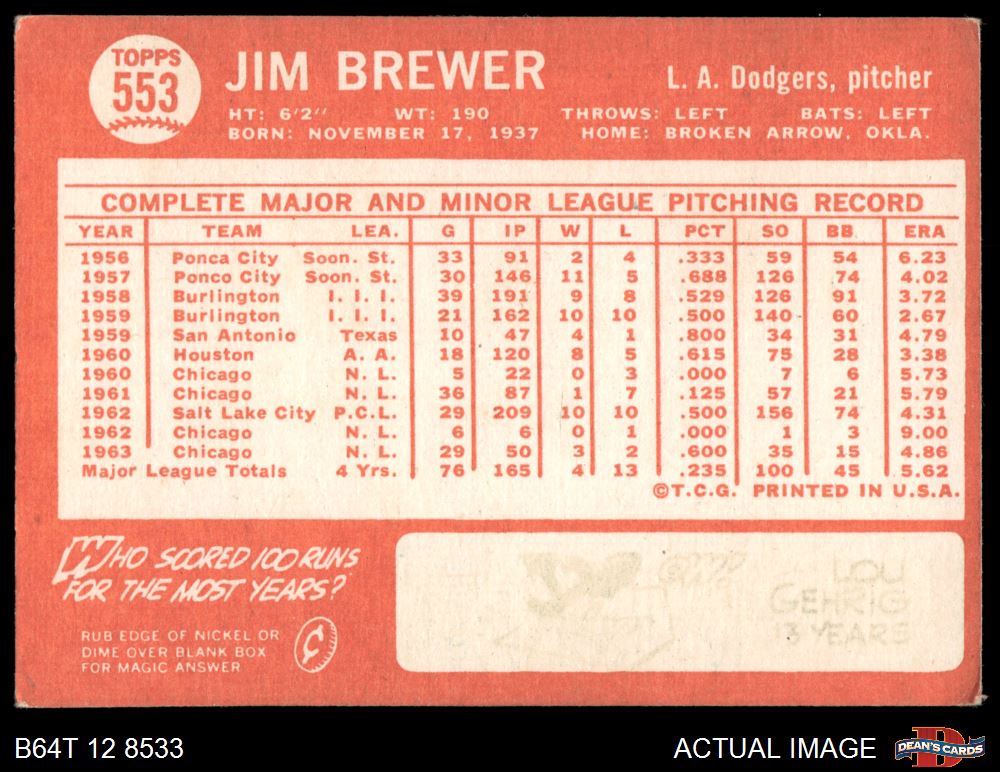 TOPPS
553
JIM BREWER
L. A. Dodgers, pitcher
HT: 6'2" WT: 190 THROWS: LEFT BATS: LEFT
BORN: NOVEMBER 17, 1937 HOME: BROKEN ARROW, OKLA.
COMPLETE MAJOR AND MINOR LEAGUE PITCHING RECORD
YEAR TEAM LEA. G IP W L PCT SO BB ERA
1956 Ponca City Soon. St. 33 91 2 4 .333 59 54 6.23
1957 Ponco City Soon. St. 30 146 11 5 .688 126 74 4.02
1958 Burlington I. I. I. 39 191 9 8 .529 126 91 3.72
1959 Burlington I. I. I. 21 162 10 10 .500 140 60 2.67
1959 San Antonio Texas 10 47 4 1 .800 34 31 4.79
1960 Houston A. A. 18 120 8 5 .615 75 28 3.38
1960 Chicago N. L. 5 22 0 3 .000 7 6 5.73
1961 Chicago N. L. 36 87 1 7 .125 57 21 5.79
1962 Salt Lake City P.C.L. 29 209 10 10 .500 156 74 4.31
1962 Chicago N. L. 6 6 0 1 .000 1 3 9.00
1963 Chicago N. L. 29 50 3 2 .600 35 15 4.86
Major League Totals 4 Yrs. 76 165 4 13 .235 100 45 5.62
©T.C.G. PRINTED IN U.S.A.
WHO SCORED 100 RUNS
FOR THE MOST YEARS?
RUB EDGE OF NICKEL OR
DIME OVER BLANK BOX
FOR MAGIC ANSWER
¢
LOU
GEHRIG
13 YEARS
B64T 12 8533
ACTUAL IMAGE
D
DEAN'S CARDS